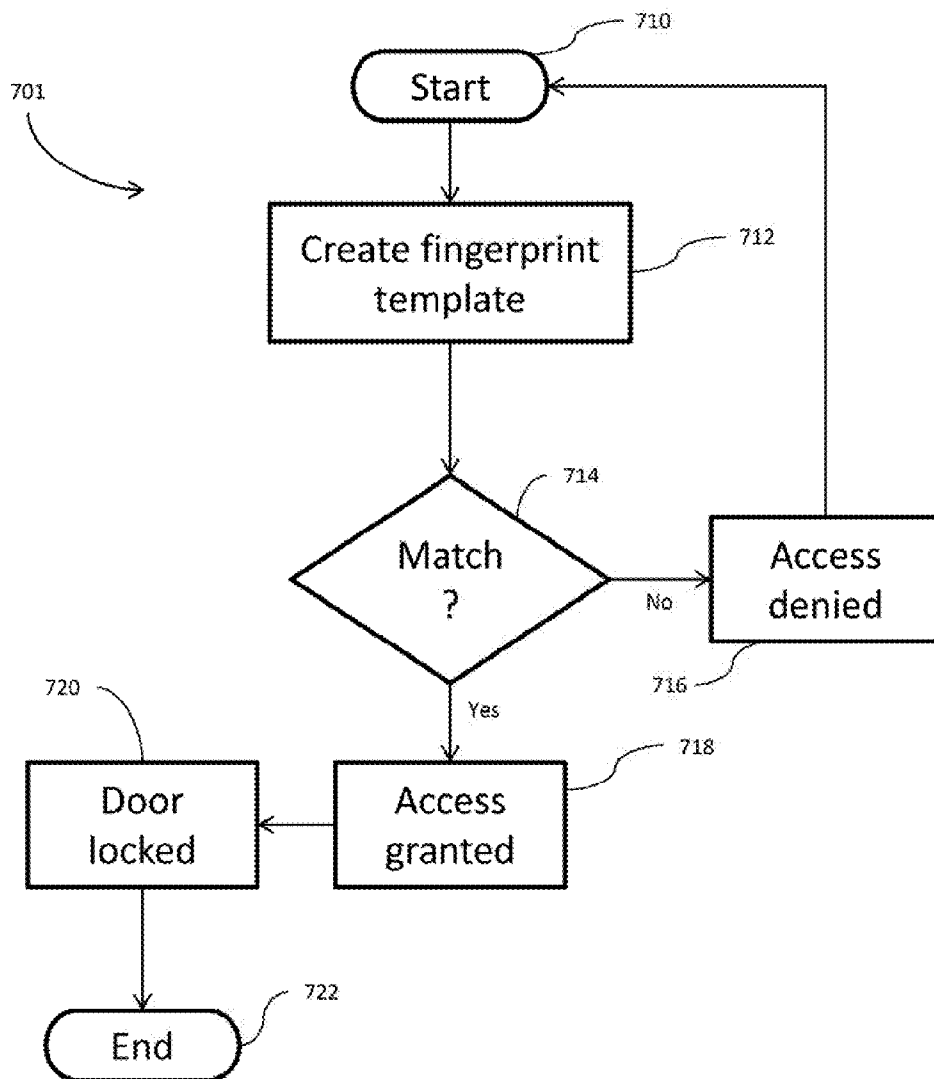 710
Start
701
Create fingerprint
template
712
714
Match
?
No
Access
denied
716
Yes
720
718
Door
locked
Access
granted
End
722